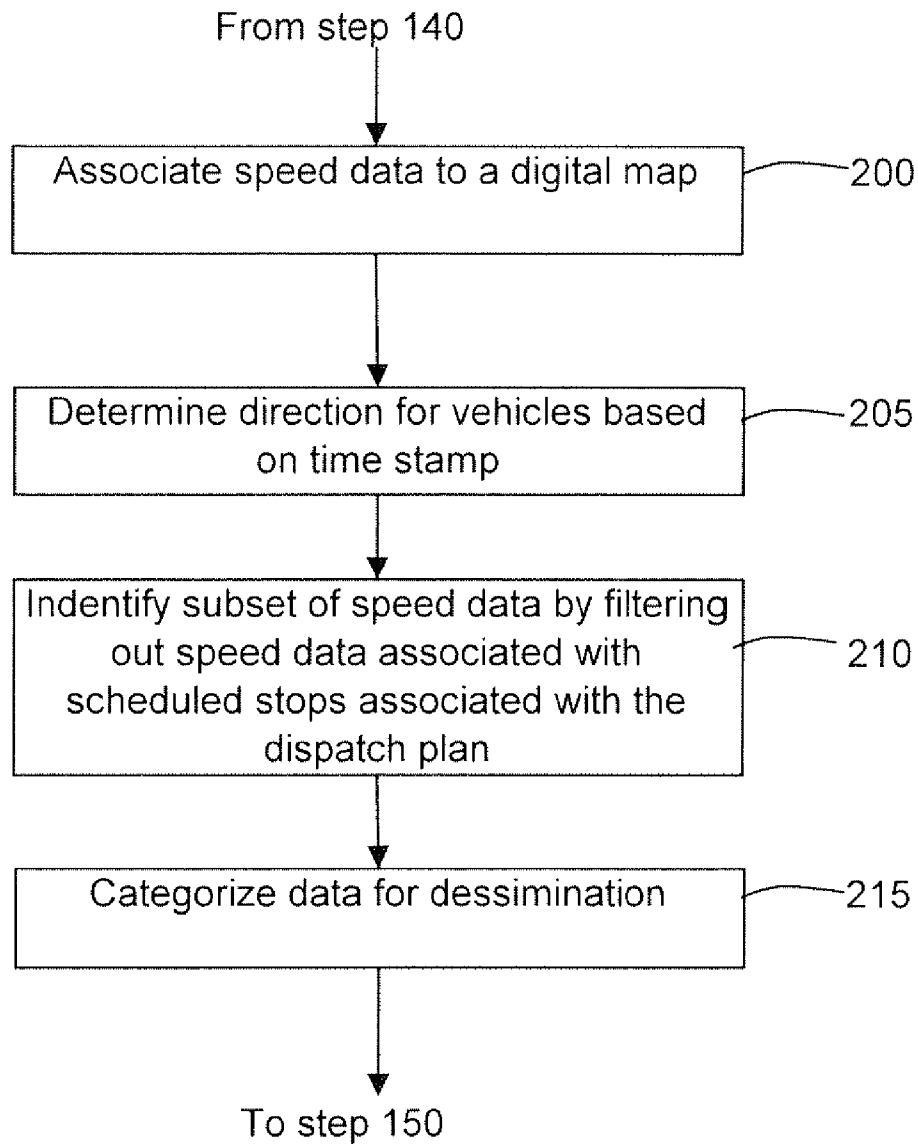 From step 140
Associate speed data to a digital map
200
Determine direction for vehicles based
on time stamp
205
Indentify subset of speed data by filtering
out speed data associated with
scheduled stops associated with the
dispatch plan
210
Categorize data for dessimination
215
To step 150